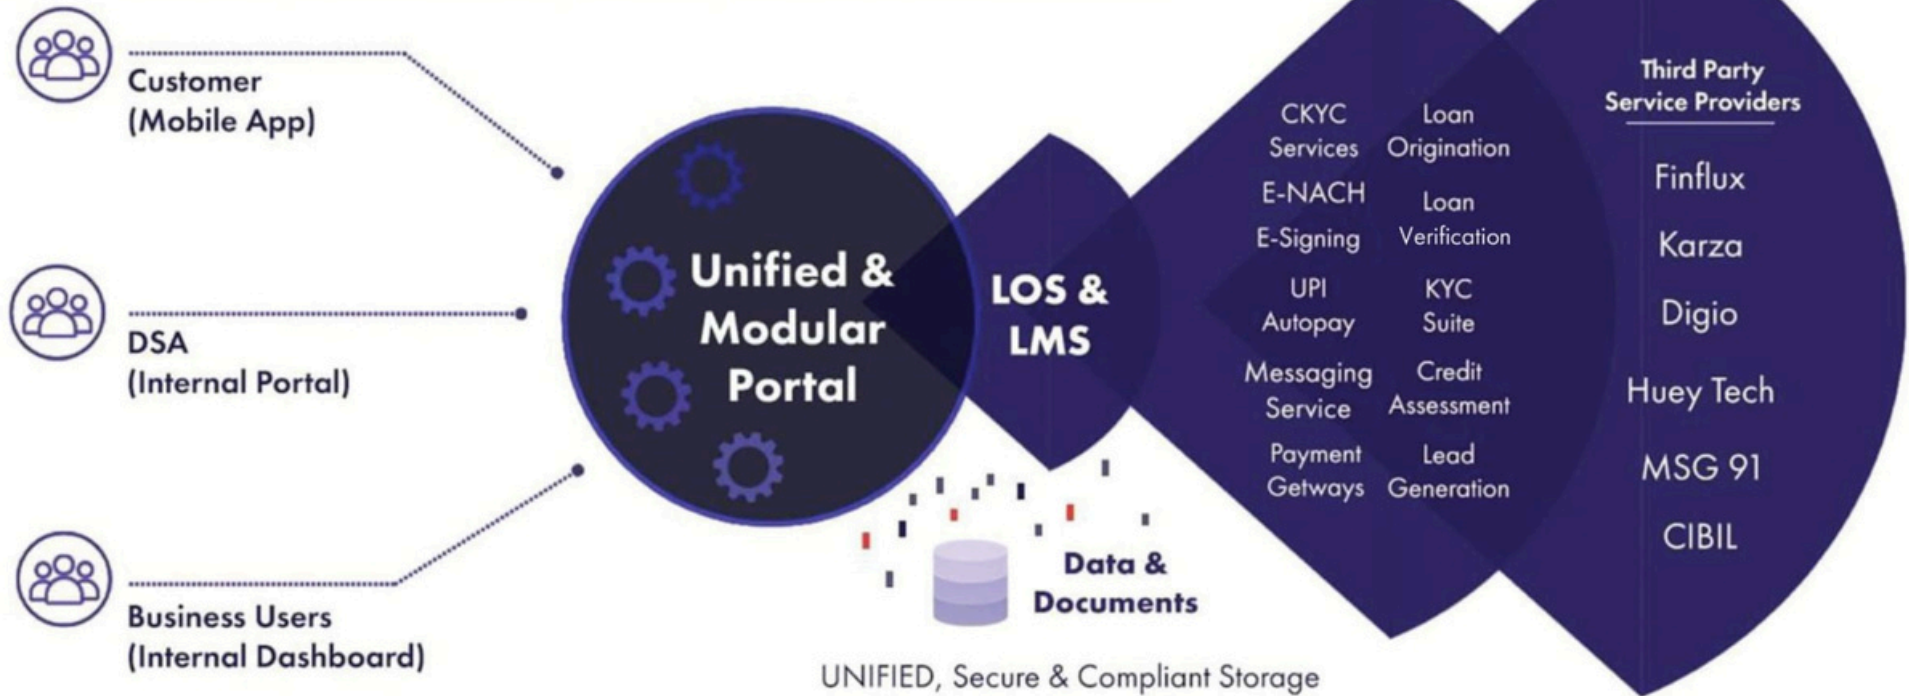 Customer
(Mobile App)
DSA
(Internal Portal)
Business Users
(Internal Dashboard)
Unified &
Modular
Portal
LOS &
LMS
Data &
Documents
UNIFIED, Secure & Compliant Storage
CKYC
Services
E-NACH
E-Signing
UPI
Autopay
Messaging
Service
Payment
Getways
Loan
Origination
Loan
Verification
KYC
Suite
Credit
Assessment
Lead
Generation
Third Party
Service Providers
Finflux
Karza
Digio
Huey Tech
MSG 91
CIBIL